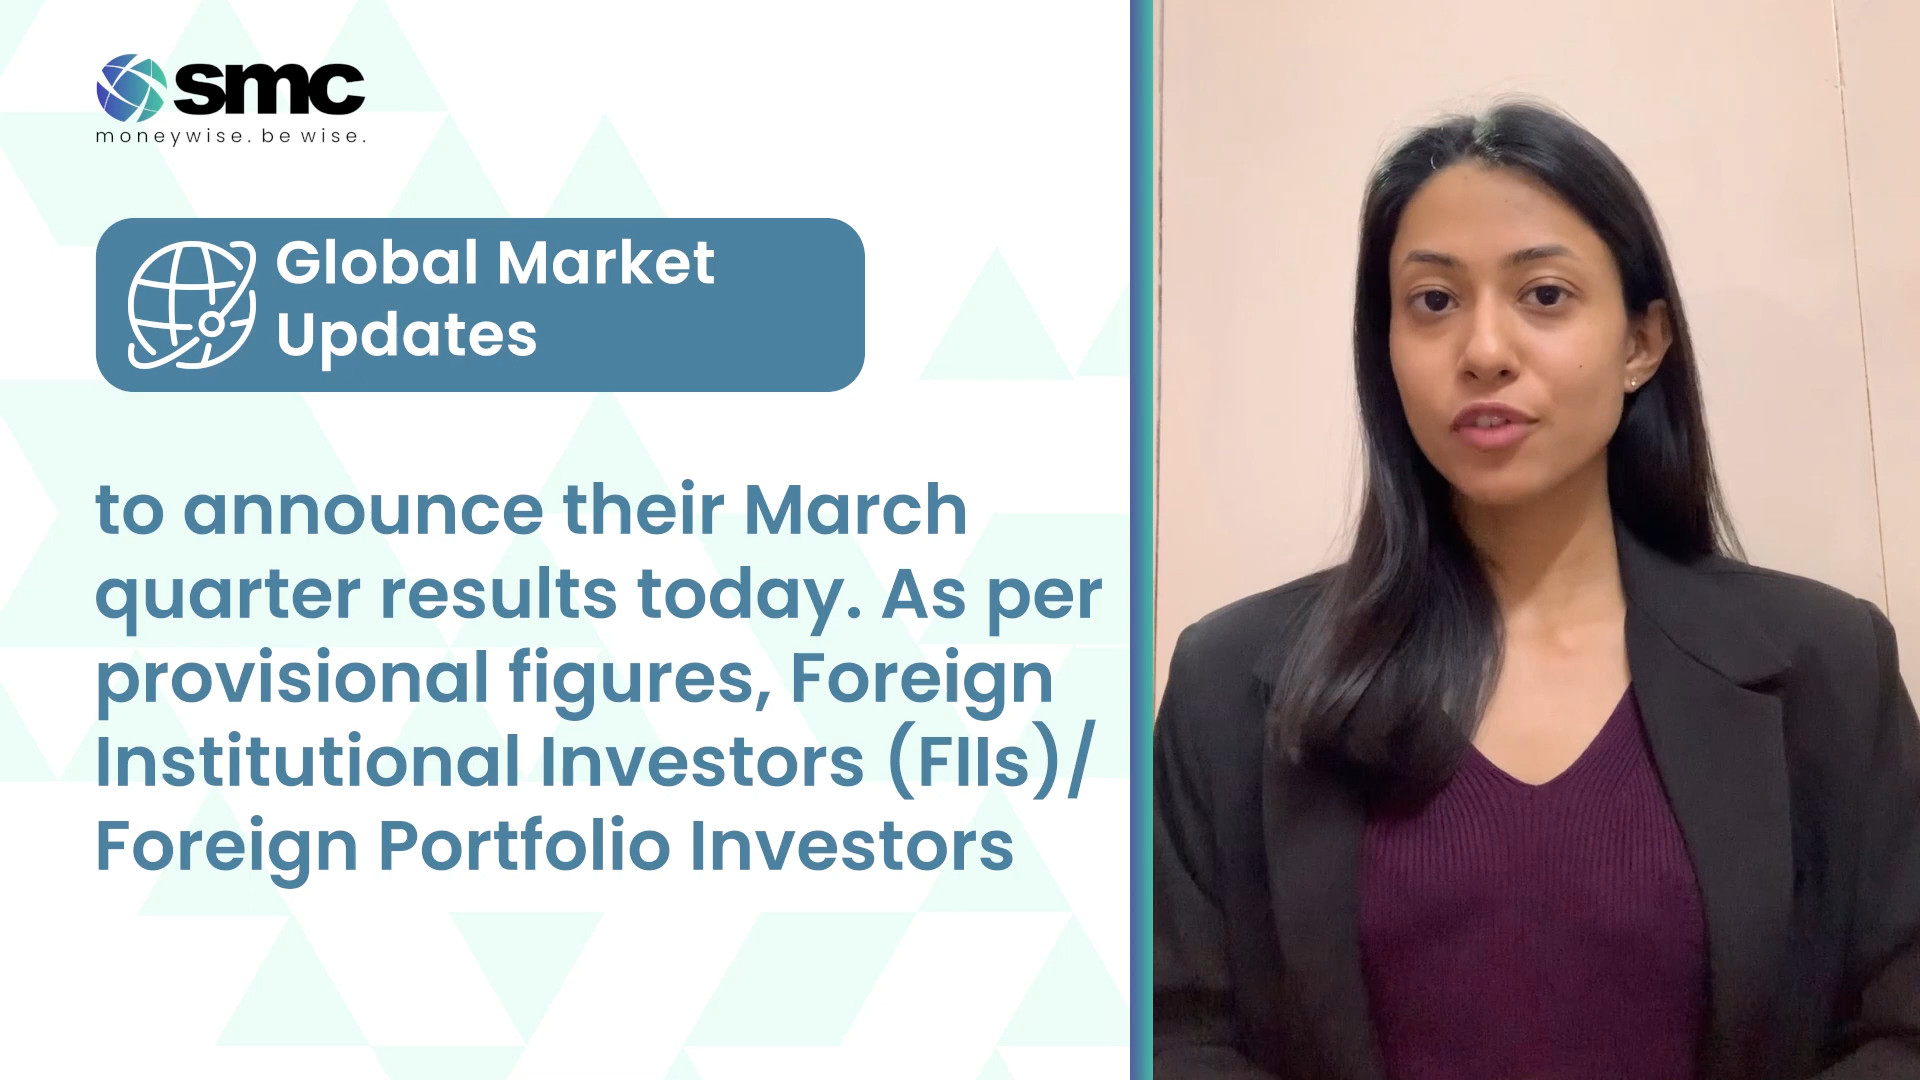 smc
moneywise. be wise.
Global Market
Updates
to announce their March
quarter results today. As per
provisional figures, Foreign
Institutional Investors (FIIs)/
Foreign Portfolio Investors